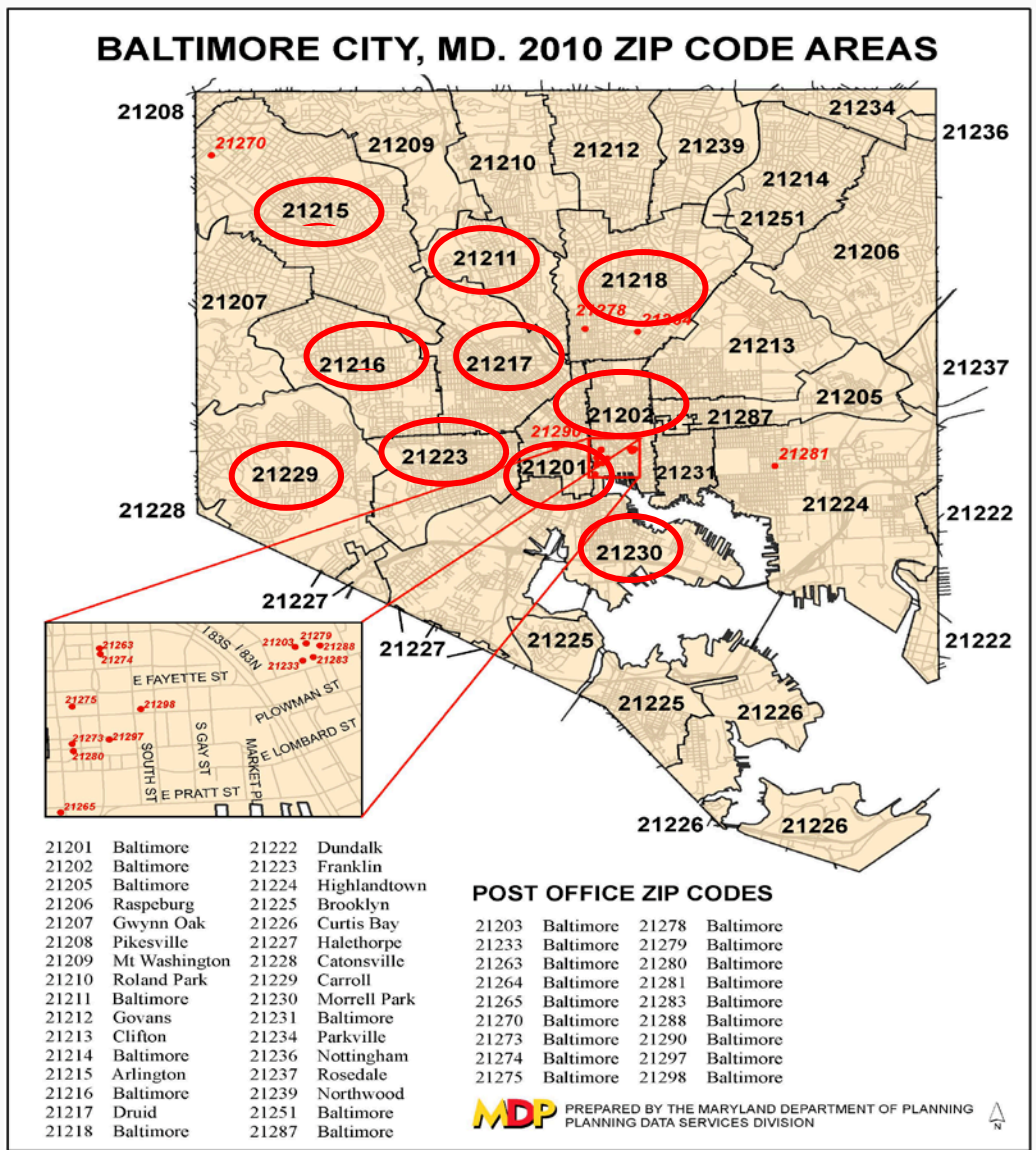 BALTIMORE CITY, MD. 2010 ZIP CODE AREAS
21208
21234
21236
21270
21209
21210
21212
21239
21214
21215
21251
21211
21218
21206
21207
21278
21213
21216
21217
21237
21205
21202
21287
21290
21223
21201
21231
21281
21229
21224
21228
21222
21230
21227
21227
21225
21222
21225
21226
21226
21226
21263
21274
I 83S
I 83N
21203
21279
21288
21233
21283
E FAYETTE ST
21275
21298
PLOWMAN ST
21273
21297
21280
SOUTH ST
S GAY ST
MARKET PL
E LOMBARD ST
E PRATT ST
21265
21201 Baltimore
21202 Baltimore
21205 Baltimore
21206 Raspeburg
21207 Gwynn Oak
21208 Pikesville
21209 Mt Washington
21210 Roland Park
21211 Baltimore
21212 Govans
21213 Clifton
21214 Baltimore
21215 Arlington
21216 Baltimore
21217 Druid
21218 Baltimore
21222 Dundalk
21223 Franklin
21224 Highlandtown
21225 Brooklyn
21226 Curtis Bay
21227 Halethorpe
21228 Catonsville
21229 Carroll
21230 Morrell Park
21231 Baltimore
21234 Parkville
21236 Nottingham
21237 Rosedale
21239 Northwood
21251 Baltimore
21287 Baltimore
POST OFFICE ZIP CODES
21203 Baltimore 21278 Baltimore
21233 Baltimore 21279 Baltimore
21263 Baltimore 21280 Baltimore
21264 Baltimore 21281 Baltimore
21265 Baltimore 21283 Baltimore
21270 Baltimore 21288 Baltimore
21273 Baltimore 21290 Baltimore
21274 Baltimore 21297 Baltimore
21275 Baltimore 21298 Baltimore
MDP
PREPARED BY THE MARYLAND DEPARTMENT OF PLANNING
PLANNING DATA SERVICES DIVISION
N